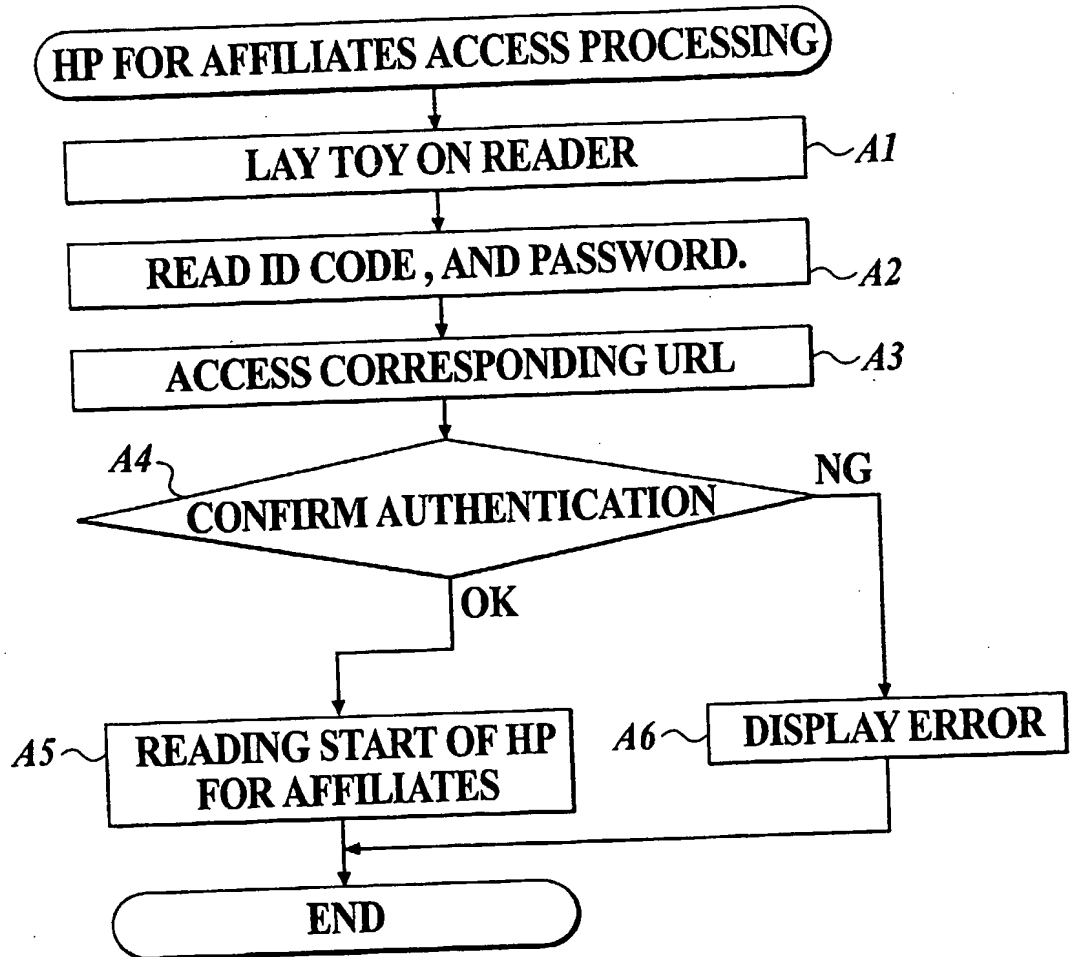 HP FOR AFFILIATES ACCESS PROCESSING
LAY TOY ON READER
A1
READ ID CODE , AND PASSWORD.
A2
ACCESS CORRESPONDING URL
A3
A4
CONFIRM AUTHENTICATION
NG
OK
A5
READING START OF HP
FOR AFFILIATES
A6
DISPLAY ERROR
END